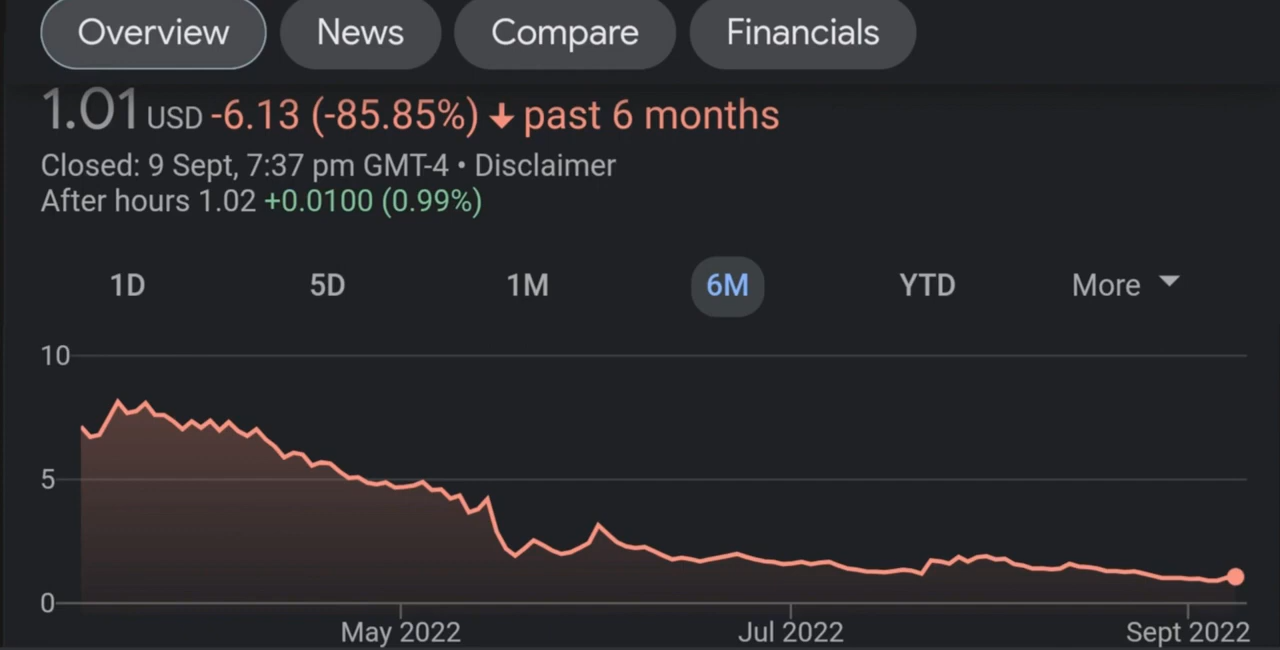 Overview News Compare Financials
1.01 USD -6.13 (-85.85%) ↓ past 6 months
Closed: 9 Sept, 7:37 pm GMT-4 • Disclaimer
After hours 1.02 +0.0100 (0.99%)
1D 5D 1M 6M YTD More
10
5
0
May 2022 Jul 2022 Sept 2022